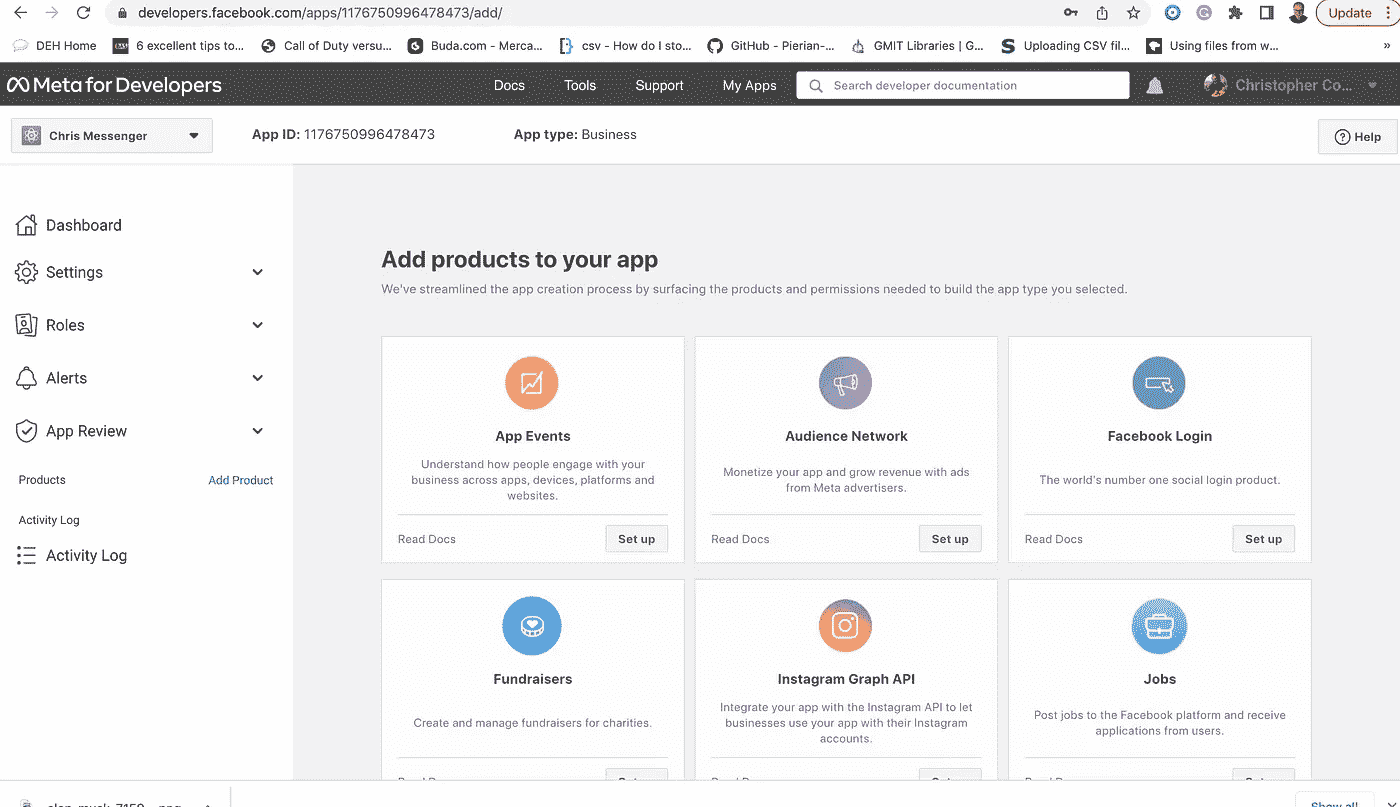 developers.facebook.com/apps/1176750996478473/add/
Update
DEH Home
6 excellent tips to...
Call of Duty versu...
Buda.com - Merca...
csv - How do I sto...
GitHub - Pierian-...
GMIT Libraries | G...
Uploading CSV fil...
Using files from w...
»
Meta for Developers
Docs
Tools
Support
My Apps
Search developer documentation
Christopher Co...
Chris Messenger
App ID: 1176750996478473
App type: Business
Help
Dashboard
Settings
Roles
Alerts
App Review
Products
Add Product
Activity Log
Activity Log
Add products to your app
We've streamlined the app creation process by surfacing the products and permissions needed to build the app type you selected.
App Events
Understand how people engage with your
business across apps, devices, platforms and
websites.
Read Docs
Set up
Audience Network
Monetize your app and grow revenue with ads
from Meta advertisers.
Read Docs
Set up
Facebook Login
The world's number one social login product.
Read Docs
Set up
Fundraisers
Create and manage fundraisers for charities.
Instagram Graph API
Integrate your app with the Instagram API to let
businesses use your app with their Instagram
accounts.
Jobs
Post jobs to the Facebook platform and receive
applications from users.
Show all